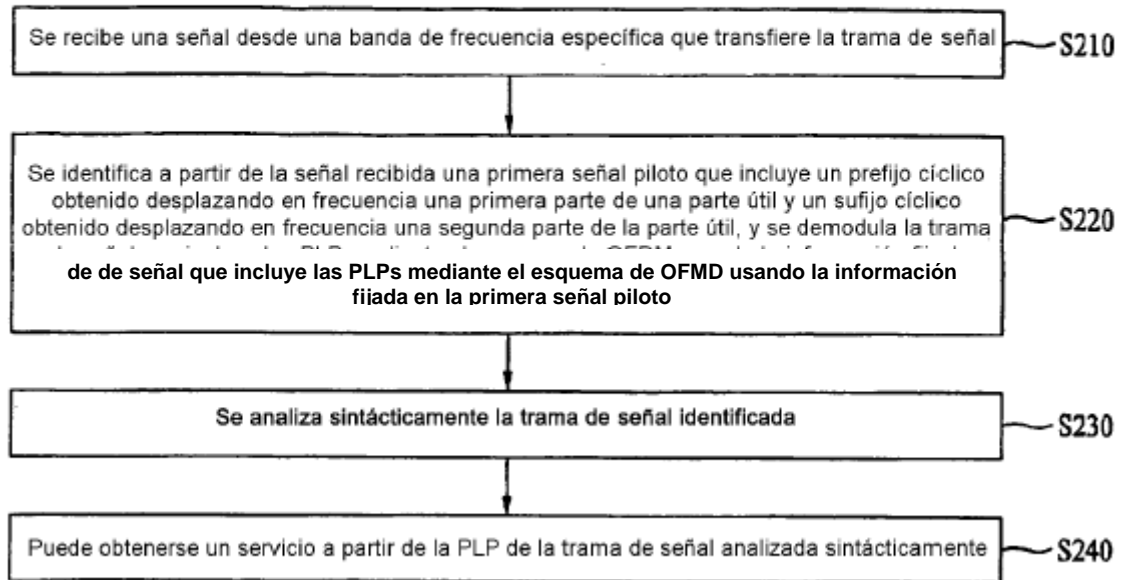 Se recibe una señal desde una banda de frecuencia específica que transfiere la trama de señal
S210
Se identifica a partir de la señal recibida una primera señal piloto que incluye un prefijo cíclico
obtenido desplazando en frecuencia una primera parte de una parte útil y un sufijo cíclico
obtenido desplazando en frecuencia una segunda parte de la parte útil, y se demodula la trama
S220
de de señal que incluye las PLPs mediante el esquema de OFMD usando la información
fijada en la primera señal piloto
Se analiza sintácticamente la trama de señal identificada
S230
Puede obtenerse un servicio a partir de la PLP de la trama de señal analizada sintácticamente
S240